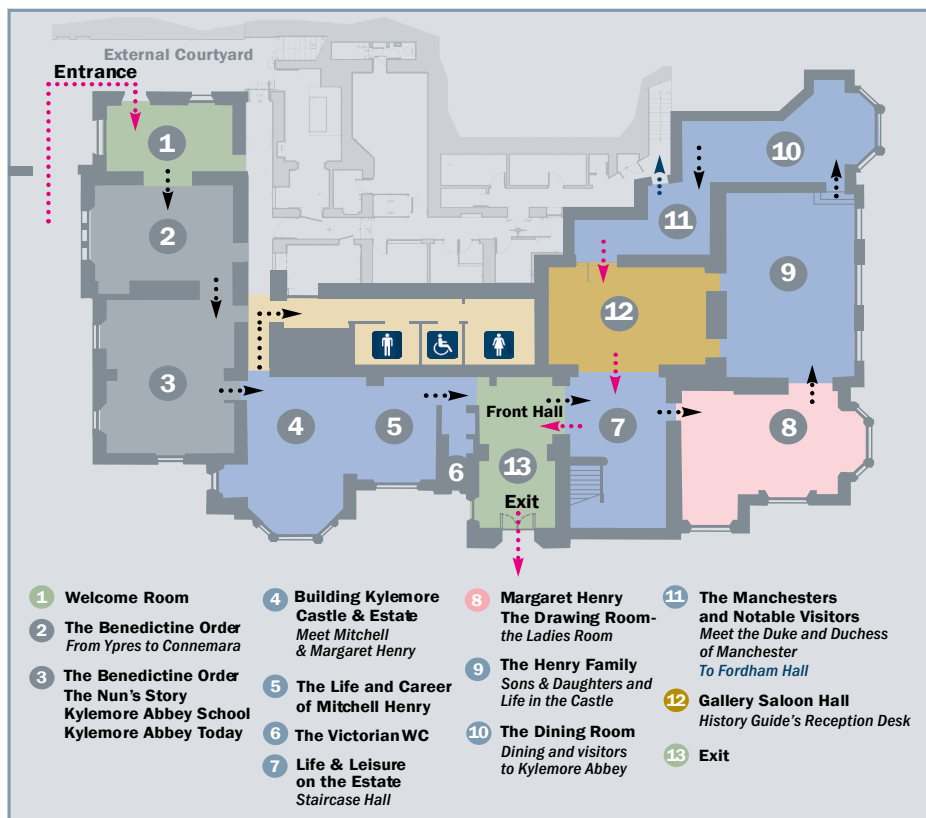 External Courtyard
Entrance
1
2
3
4
5
6
Front Hall
13
Exit
7
8
9
10
11
12
1 Welcome Room
2 The Benedictine Order
From Ypres to Connemara
3 The Benedictine Order
The Nun's Story
Kylemore Abbey School
Kylemore Abbey Today
4 Building Kylemore
Castle & Estate
Meet Mitchell
& Margaret Henry
5 The Life and Career
of Mitchell Henry
6 The Victorian WC
7 Life & Leisure
on the Estate
Staircase Hall
8 Margaret Henry
The Drawing Room-
the Ladies Room
9 The Henry Family
Sons & Daughters and
Life in the Castle
10 The Dining Room
Dining and visitors
to Kylemore Abbey
11 The Manchesters
and Notable Visitors
Meet the Duke and Duchess
of Manchester
To Fordham Hall
12 Gallery Saloon Hall
History Guide's Reception Desk
13 Exit